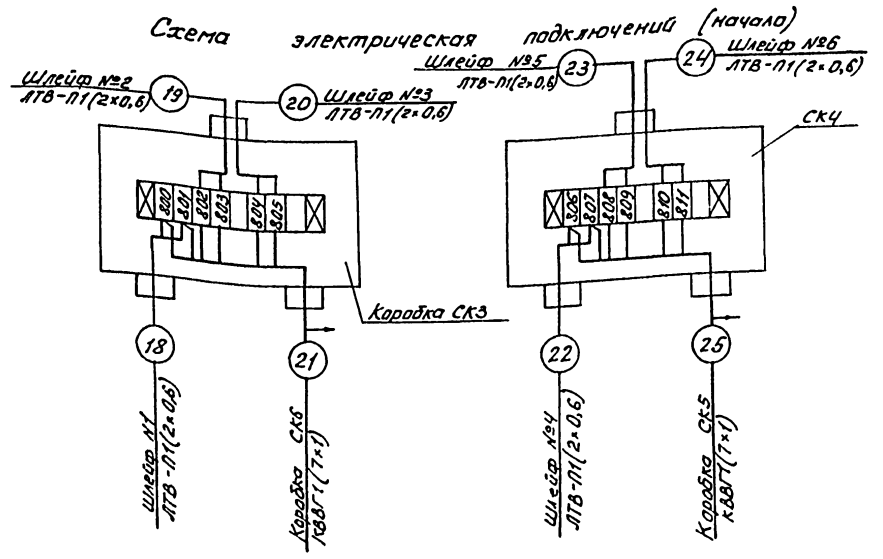 Схема электрическая подключений (начало)
Шлейф №2
ЛТВ-П1(2×0,6)
19
20
Шлейф №3
ЛТВ-П1(2×0,6)
Шлейф №5
ЛТВ-П1(2×0,6)
23
24
Шлейф №6
ЛТВ-П1(2×0,6)
СК4
800
801
802
803
804
805
806
807
808
809
810
811
Коробка СК3
18
21
22
25
Шлейф №1
ЛТВ-П1(2×0,6)
Коробка СК6
КВВГ1(7×1)
Шлейф №4
ЛТВ-П1(2×0,6)
Коробка СК5
КВВГ1(7×1)